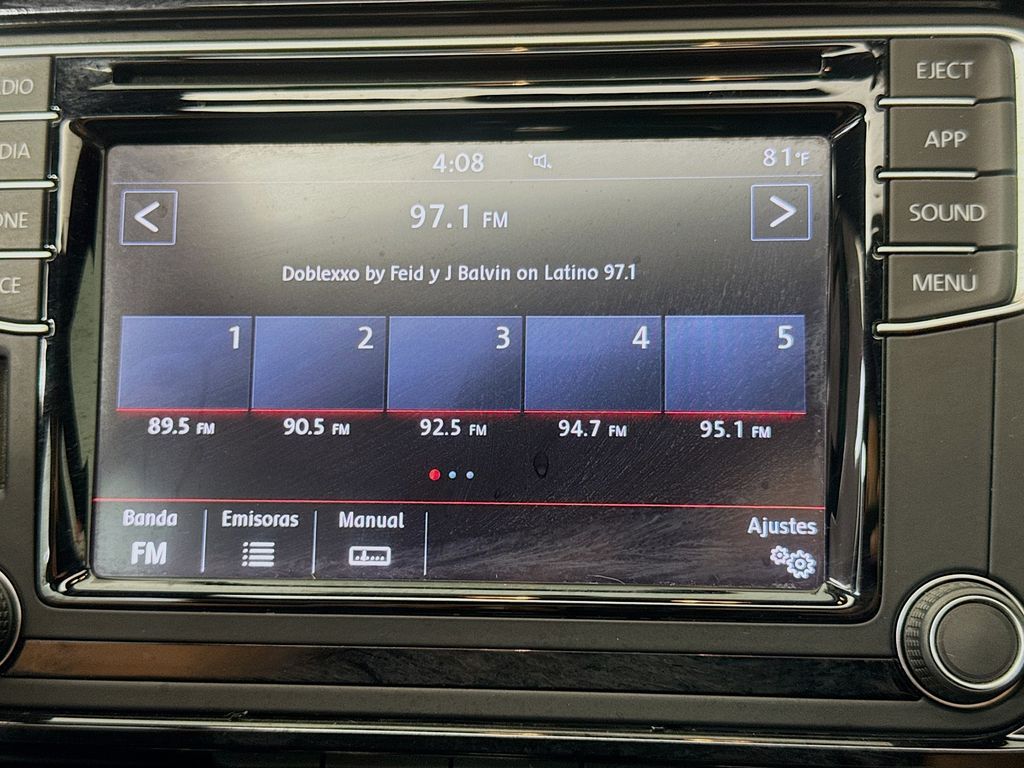 EJECT
APP
SOUND
MENU
4:08
81°F
97.1 FM
Doblexxo by Feid y J Balvin on Latino 97.1
1 2 3 4 5
89.5 FM 90.5 FM 92.5 FM 94.7 FM 95.1 FM
Banda Emisoras Manual Ajustes
FM